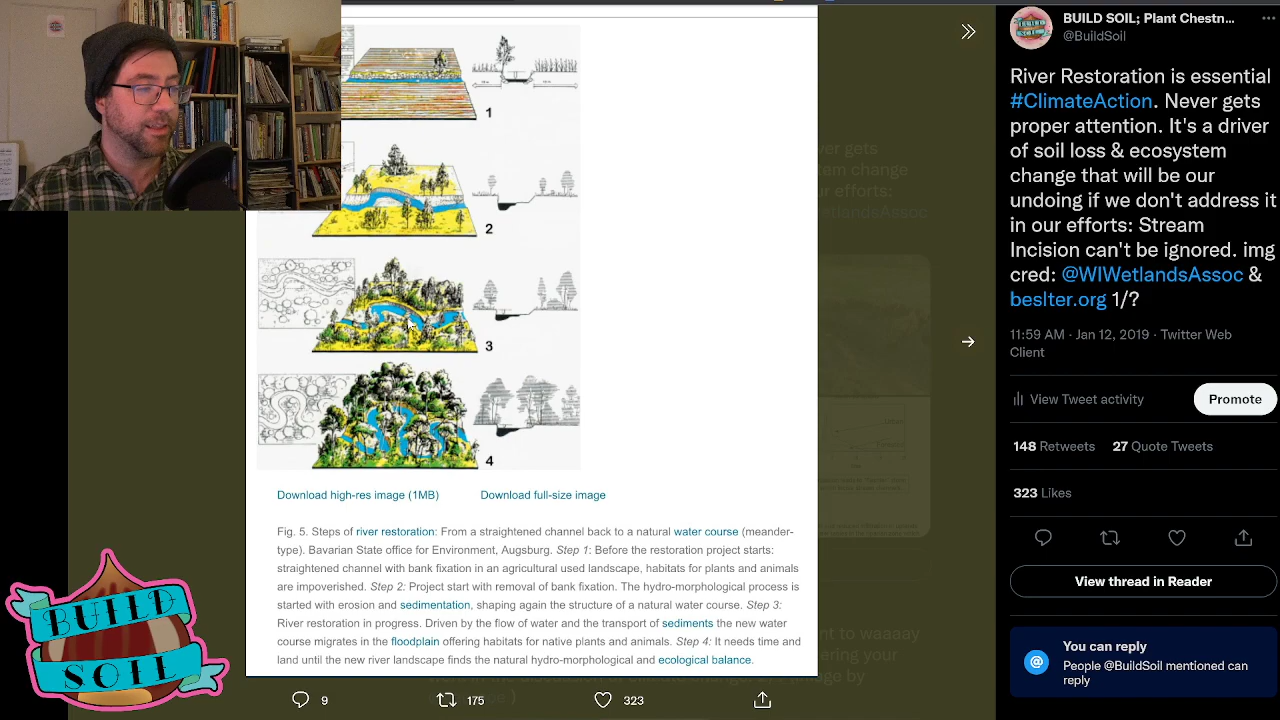 1
2
3
4
Download high-res image (1MB)
Download full-size image
Fig. 5. Steps of river restoration: From a straightened channel back to a natural water course (meander-
type). Bavarian State office for Environment, Augsburg. Step 1: Before the restoration project starts:
straightened channel with bank fixation in an agricultural used landscape, habitats for plants and animals
are impoverished. Step 2: Project start with removal of bank fixation. The hydro-morphological process is
started with erosion and sedimentation, shaping again the structure of a natural water course. Step 3:
River restoration in progress. Driven by the flow of water and the transport of sediments the new water
course migrates in the floodplain offering habitats for native plants and animals. Step 4: It needs time and
land until the new river landscape finds the natural hydro-morphological and ecological balance.
9
175
323
BUILD
SOIL
BUILD SOIL; Plant Chestn...
@BuildSoil
River Restoration is essential
#ClimateAction. Never gets
proper attention. It's a driver
of soil loss & ecosystem
change that will be our
undoing if we don't address it
in our efforts: Stream
Incision can't be ignored. img
cred: @WIWetlandsAssoc &
beslter.org 1/?
11:59 AM · Jan 12, 2019 · Twitter Web
Client
View Tweet activity
Promote
148 Retweets
27 Quote Tweets
323 Likes
View thread in Reader
You can reply
People @BuildSoil mentioned can
reply